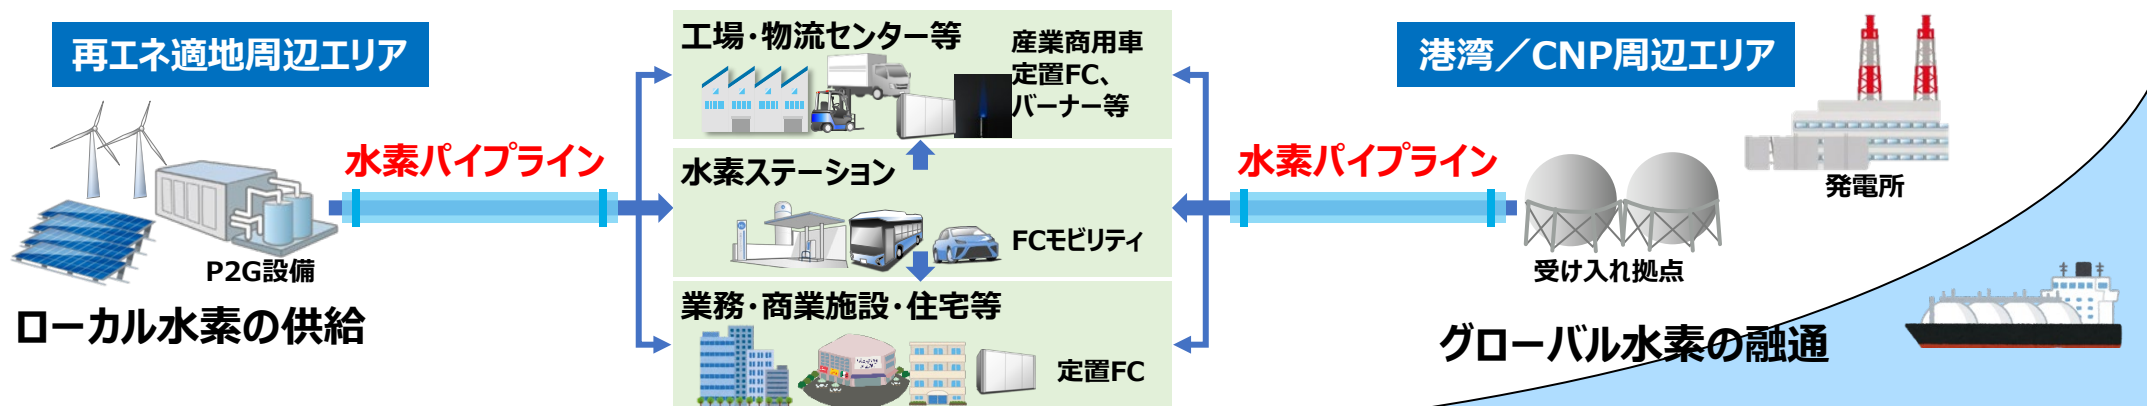 再エネ適地周辺エリア
水素パイプライン
P2G設備
ローカル水素の供給
工場・物流センター等
産業商用車
定置FC、
バーナー等
水素ステーション
FCモビリティ
業務・商業施設・住宅等
定置FC
港湾／CNP周辺エリア
水素パイプライン
発電所
受け入れ拠点
グローバル水素の融通